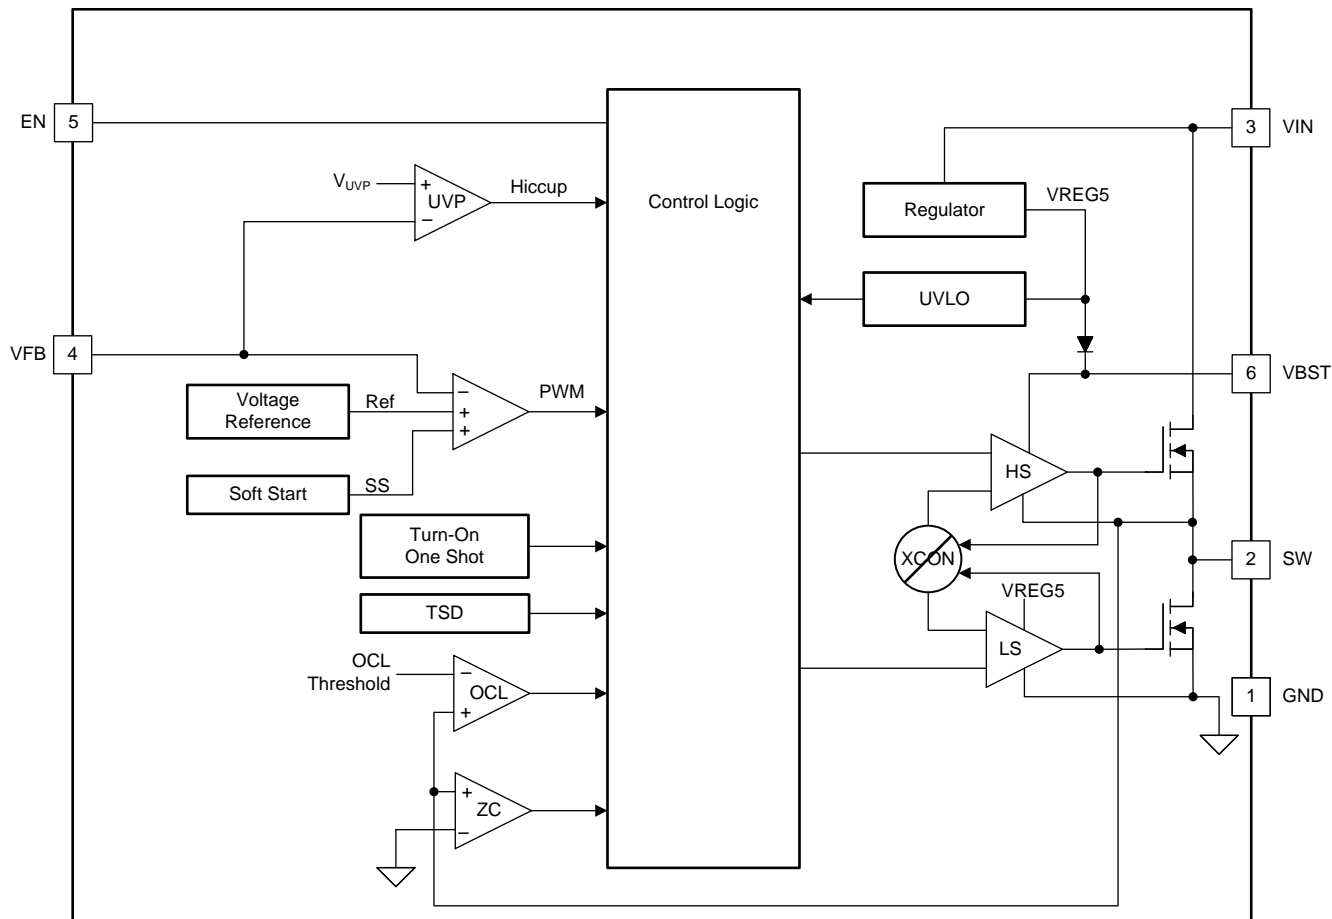 EN
5
3
VIN
VUVP
+
UVP
−
Hiccup
Control Logic
Regulator
VREG5
UVLO
VFB
4
6
VBST
Voltage
Reference
Ref
−
+
+
PWM
Soft Start
SS
HS
Turn-On
One Shot
XCON
2
SW
TSD
VREG5
LS
OCL
Threshold
−
OCL
+
1
GND
+
ZC
−